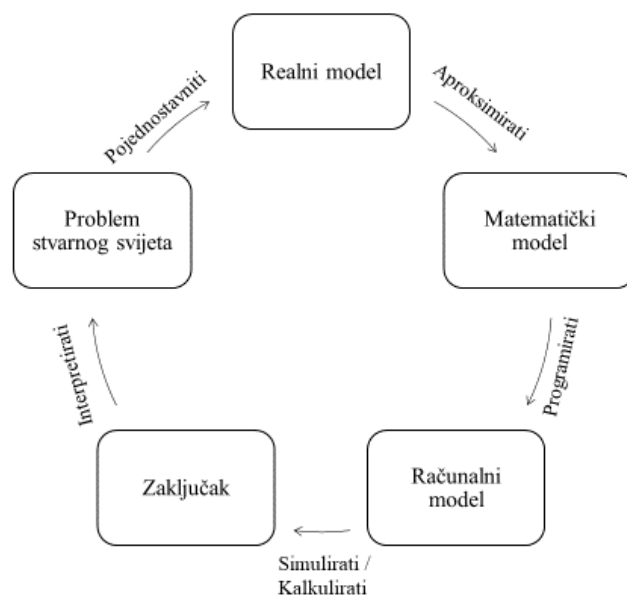 Realni model
Aproksimirati
Matematički
model
Programirati
Računalni
model
Simulirati /
Kalkulirati
Zaključak
Interpretirati
Problem
stvarnog svijeta
Pojednostavniti